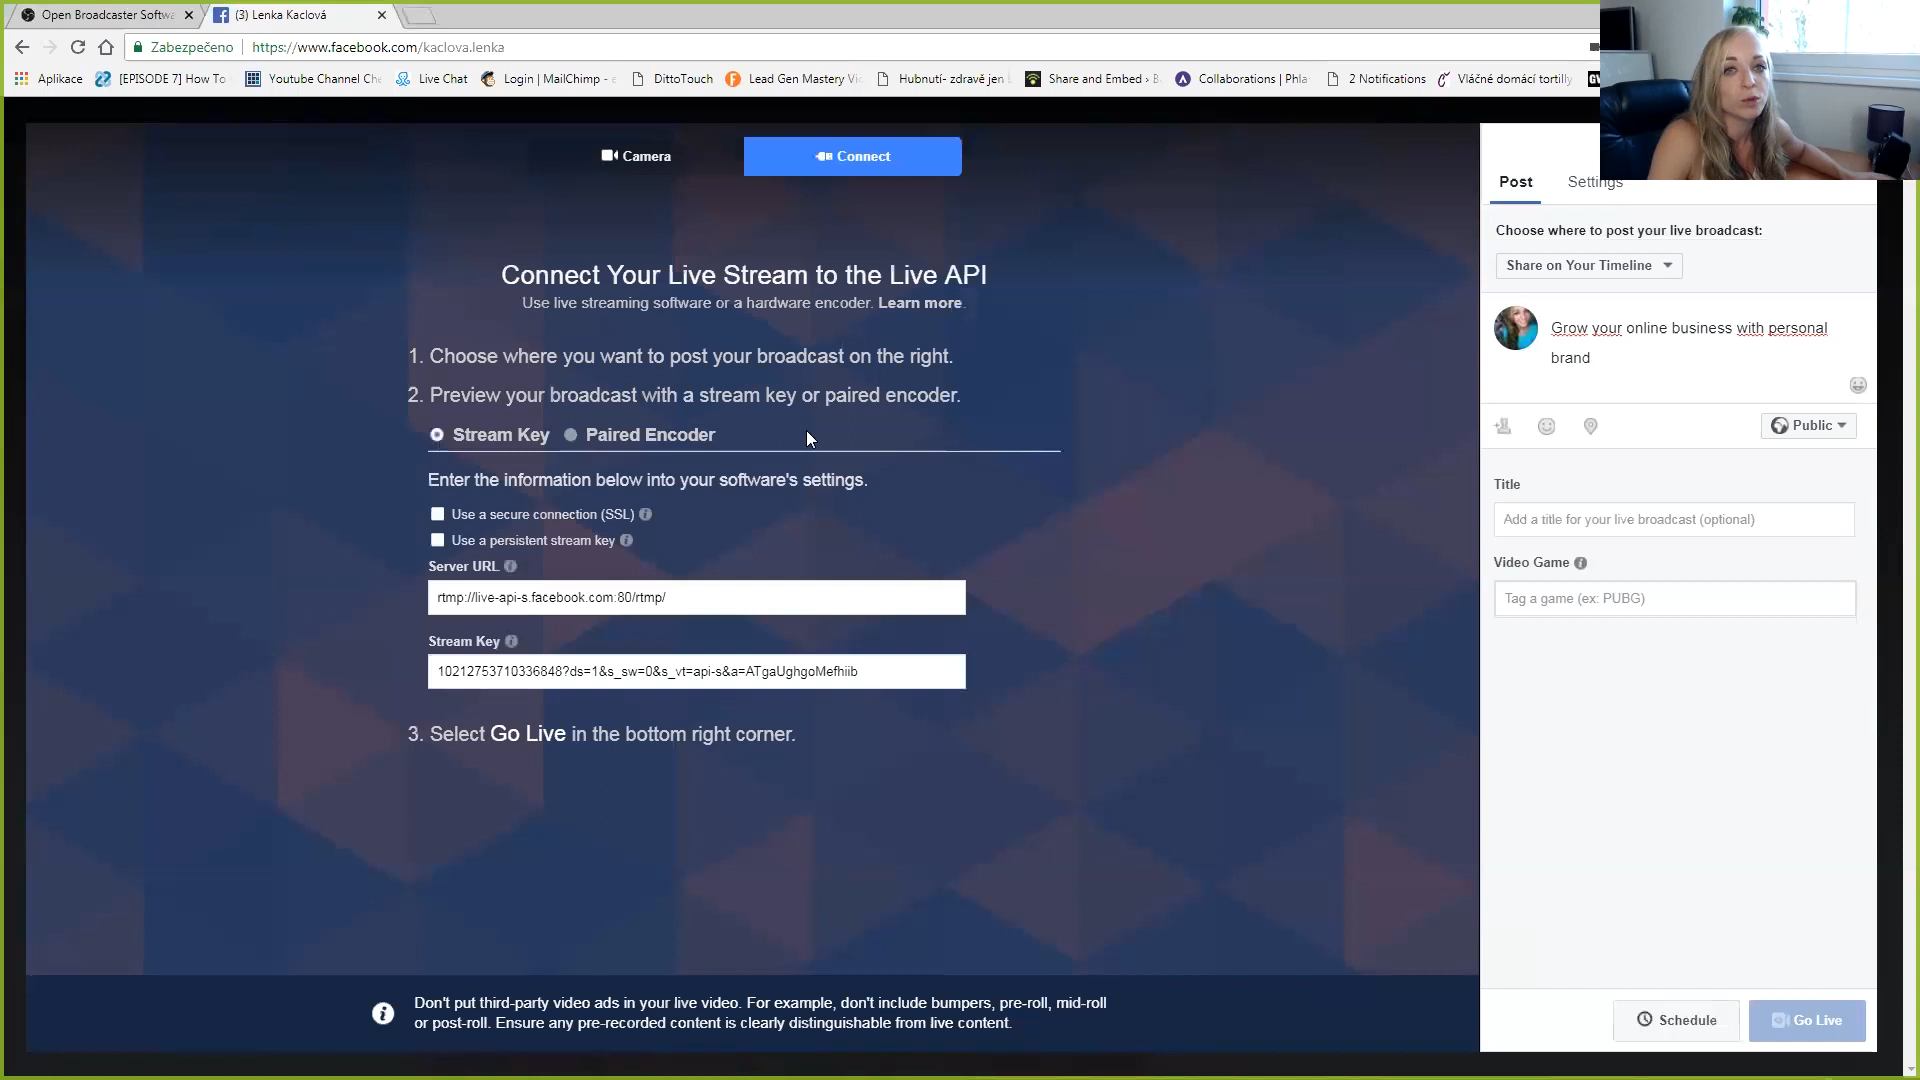 Open Broadcaster Softwa
(3) Lenka Kaclová
Zabezpečeno
https://www.facebook.com/kaclova.lenka
Aplikace
[EPISODE 7] How To
Youtube Channel Che
Live Chat
Login | MailChimp - e
DittoTouch
Lead Gen Mastery Vi
Hubnutí- zdravě jen
Share and Embed › B
Collaborations | Phla
2 Notifications
Vláčné domácí tortilly
Camera
Connect
Post
Settings
Connect Your Live Stream to the Live API
Use live streaming software or a hardware encoder. Learn more.
1. Choose where you want to post your broadcast on the right.
2. Preview your broadcast with a stream key or paired encoder.
Stream Key
Paired Encoder
Enter the information below into your software's settings.
Use a secure connection (SSL)
Use a persistent stream key
Server URL
rtmp://live-api-s.facebook.com:80/rtmp/
Stream Key
10212753710336848?ds=1&s_sw=0&s_vt=api-s&a=ATgaUghgoMefhiib
3. Select Go Live in the bottom right corner.
Don't put third-party video ads in your live video. For example, don't include bumpers, pre-roll, mid-roll
or post-roll. Ensure any pre-recorded content is clearly distinguishable from live content.
Choose where to post your live broadcast:
Share on Your Timeline
Grow your online business with personal
brand
Public
Title
Add a title for your live broadcast (optional)
Video Game
Tag a game (ex: PUBG)
Schedule
Go Live